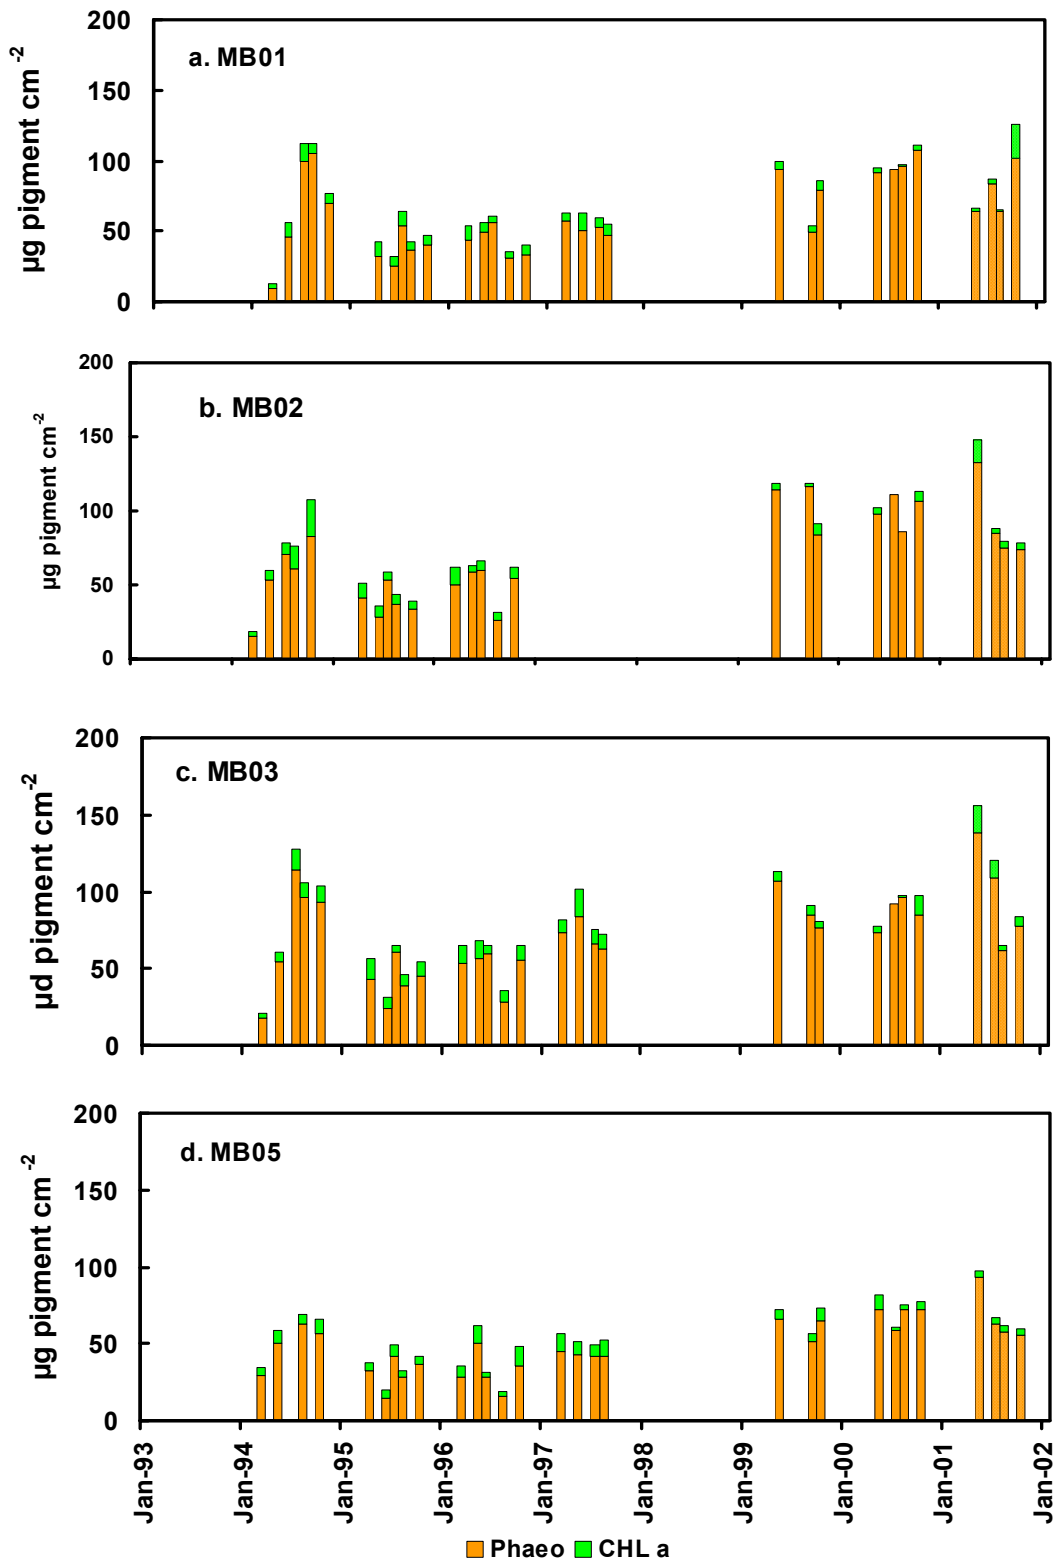 200
150
100
50
0
µg pigment cm-2
a. MB01
200
150
100
50
0
µg pigment cm-2
b. MB02
200
150
100
50
0
µd pigment cm-2
c. MB03
200
150
100
50
0
µg pigment cm-2
d. MB05
Jan-93
Jan-94
Jan-95
Jan-96
Jan-97
Jan-98
Jan-99
Jan-00
Jan-01
Jan-02
Phaeo CHL a